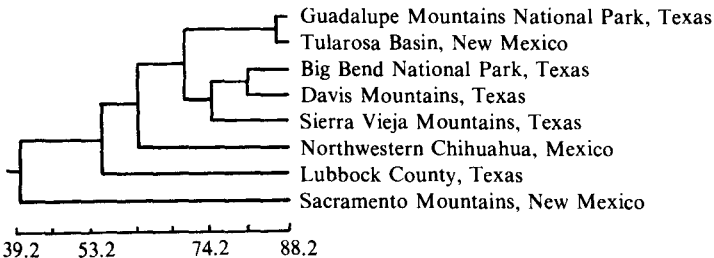 Guadalupe Mountains National Park, Texas
Tularosa Basin, New Mexico
Big Bend National Park, Texas
Davis Mountains, Texas
Sierra Vieja Mountains, Texas
Northwestern Chihuahua, Mexico
Lubbock County, Texas
Sacramento Mountains, New Mexico
39.2 53.2 74.2 88.2